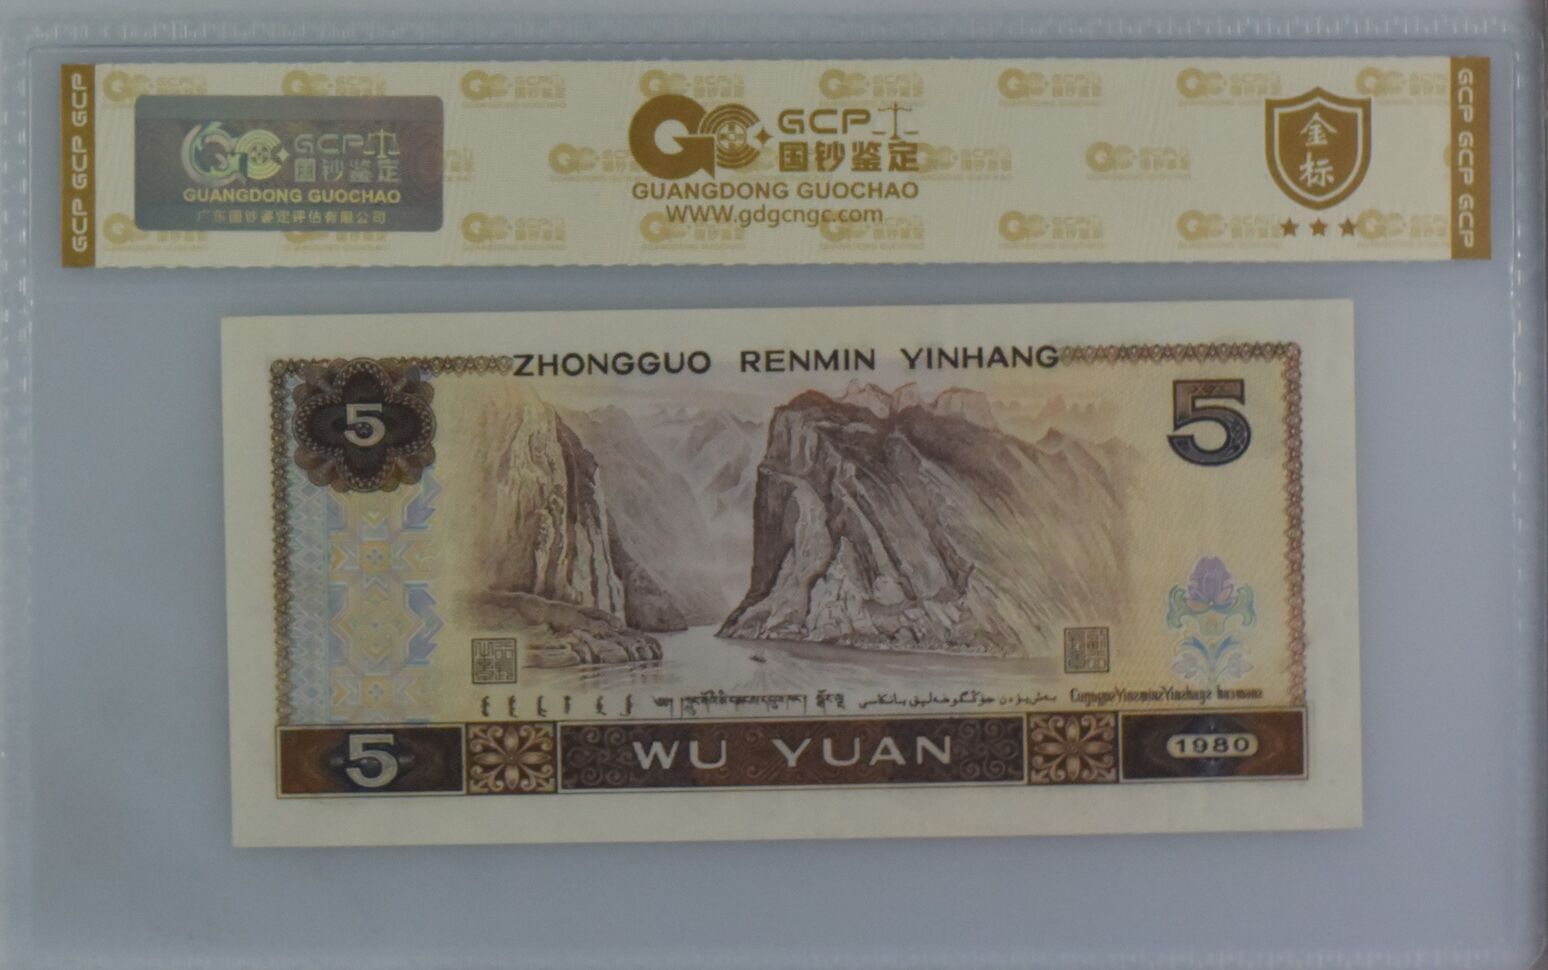 GCP GCP GCP
GCP
国钞鉴定
GUANGDONG GUOCHAO
广东国钞鉴定评估有限公司
GCP
国钞鉴定
GUANGDONG GUOCHAO
WWW.gdgcngc.com
金标
GCP GCP GCP
ZHONGGUO RENMIN YINHANG
5
5
5 WU YUAN 1980